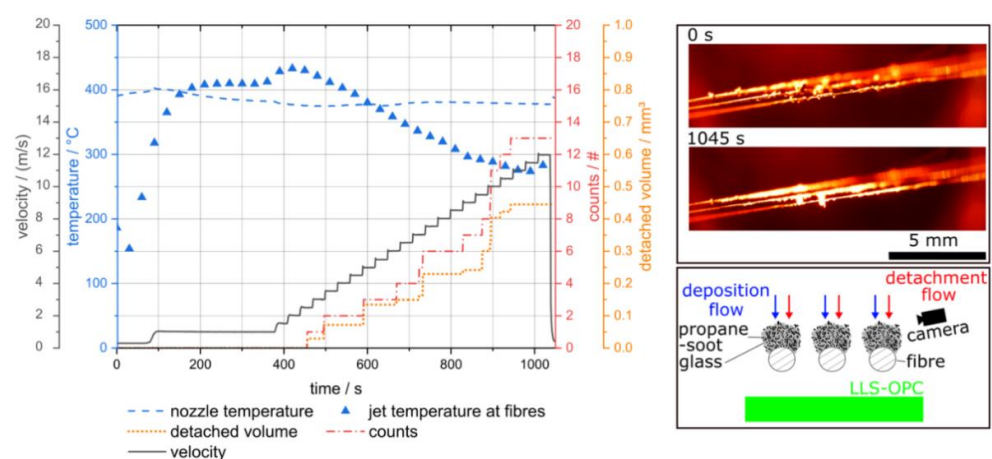 20 500 20 1.0
18 18 0.9
16 400 16 0.8
14 14 0.7
12 300 12 0.6
10 10 0.5
8 200 8 0.4
6 6 0.3
4 100 4 0.2
2 2 0.1
0 0 0 0.0
velocity / (m/s)
temperature / °C
counts / #
detached volume / mm³
0 200 400 600 800 1000
time / s
nozzle temperature jet temperature at fibres
detached volume counts
velocity
0 s
1045 s
5 mm
deposition flow
detachment flow
camera
propane
-soot
glass
fibre
LLS-OPC